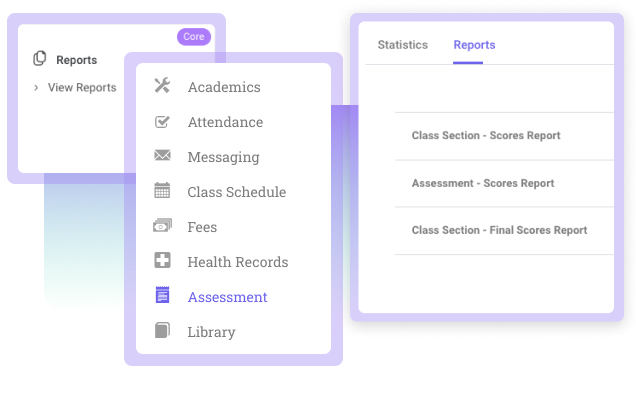 Core
Reports
View Reports
Academics
Attendance
Messaging
Class Schedule
Fees
Health Records
Assessment
Library
Statistics Reports
Class Section - Scores Report
Assessment - Scores Report
Class Section - Final Scores Report